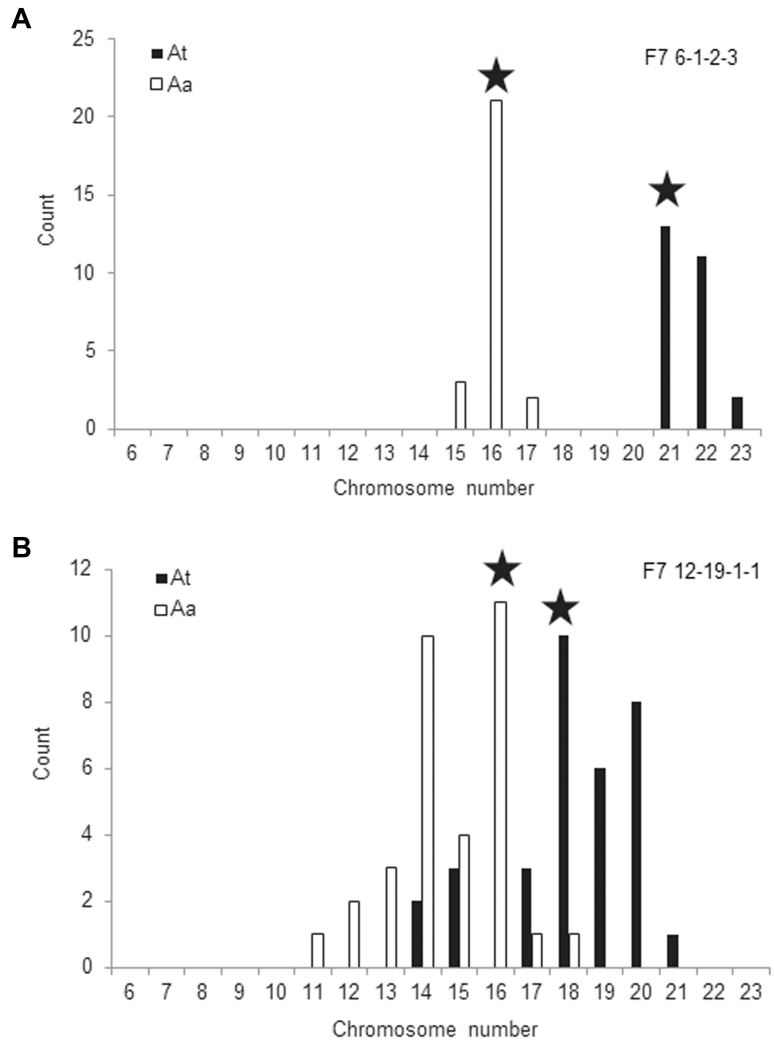 A
25
20
15
10
5
0
Count
At
Aa
F7 6-1-2-3
6 7 8 9 10 11 12 13 14 15 16 17 18 19 20 21 22 23
Chromosome number
B
12
10
8
6
4
2
0
Count
At
Aa
F7 12-19-1-1
6 7 8 9 10 11 12 13 14 15 16 17 18 19 20 21 22 23
Chromosome number